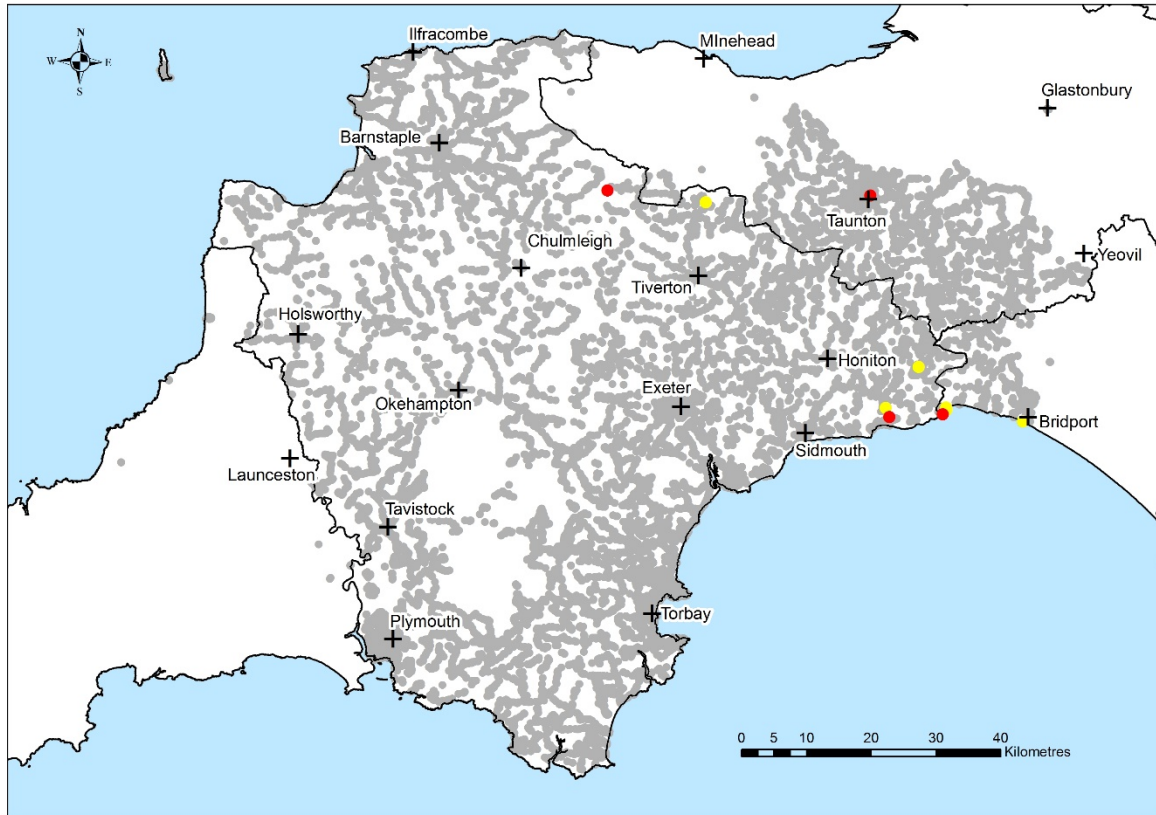 Ilfracombe
MInehead
N
W E
S
Glastonbury
Barnstaple
Taunton
Chulmleigh
Yeovil
Tiverton
Holsworthy
Honiton
Exeter
Okehampton
Bridport
Sidmouth
Launceston
Tavistock
Torbay
Plymouth
0 5 10 20 30 40
Kilometres